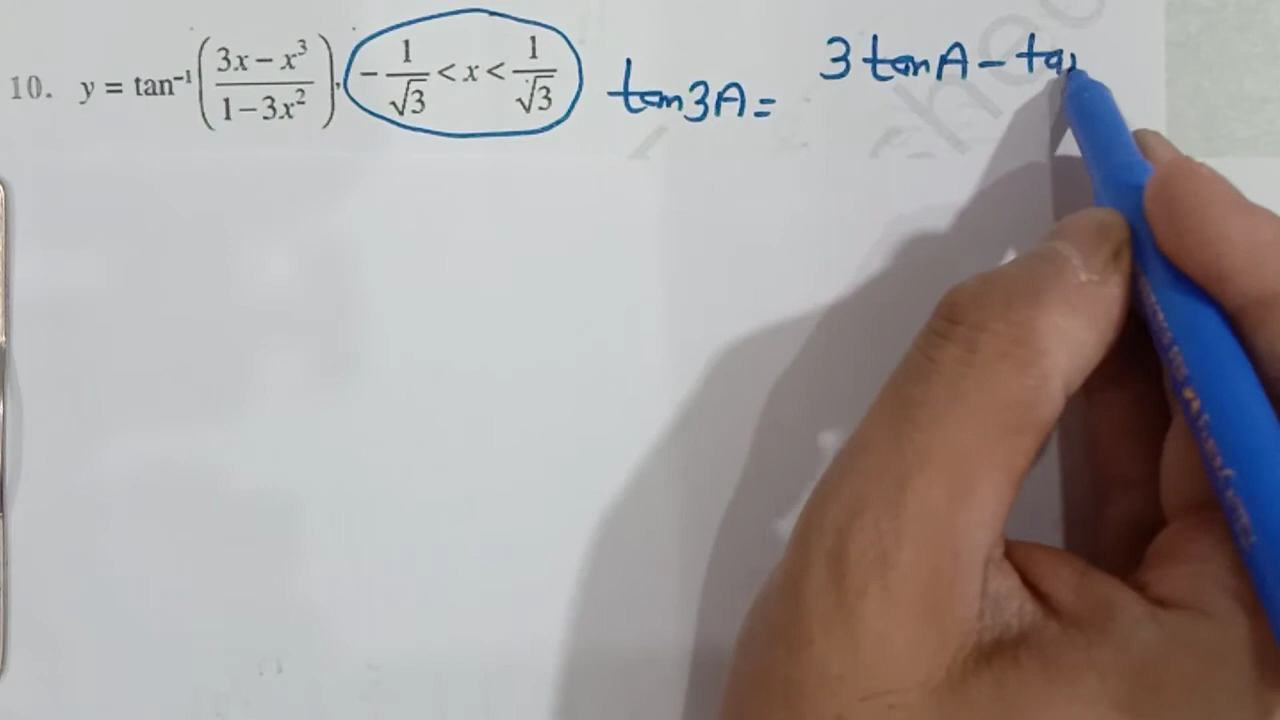 10. y = tan⁻¹((3x − x³)/(1 − 3x²)), −1/√3 < x < 1/√3
tan3A = 3tanA − ta